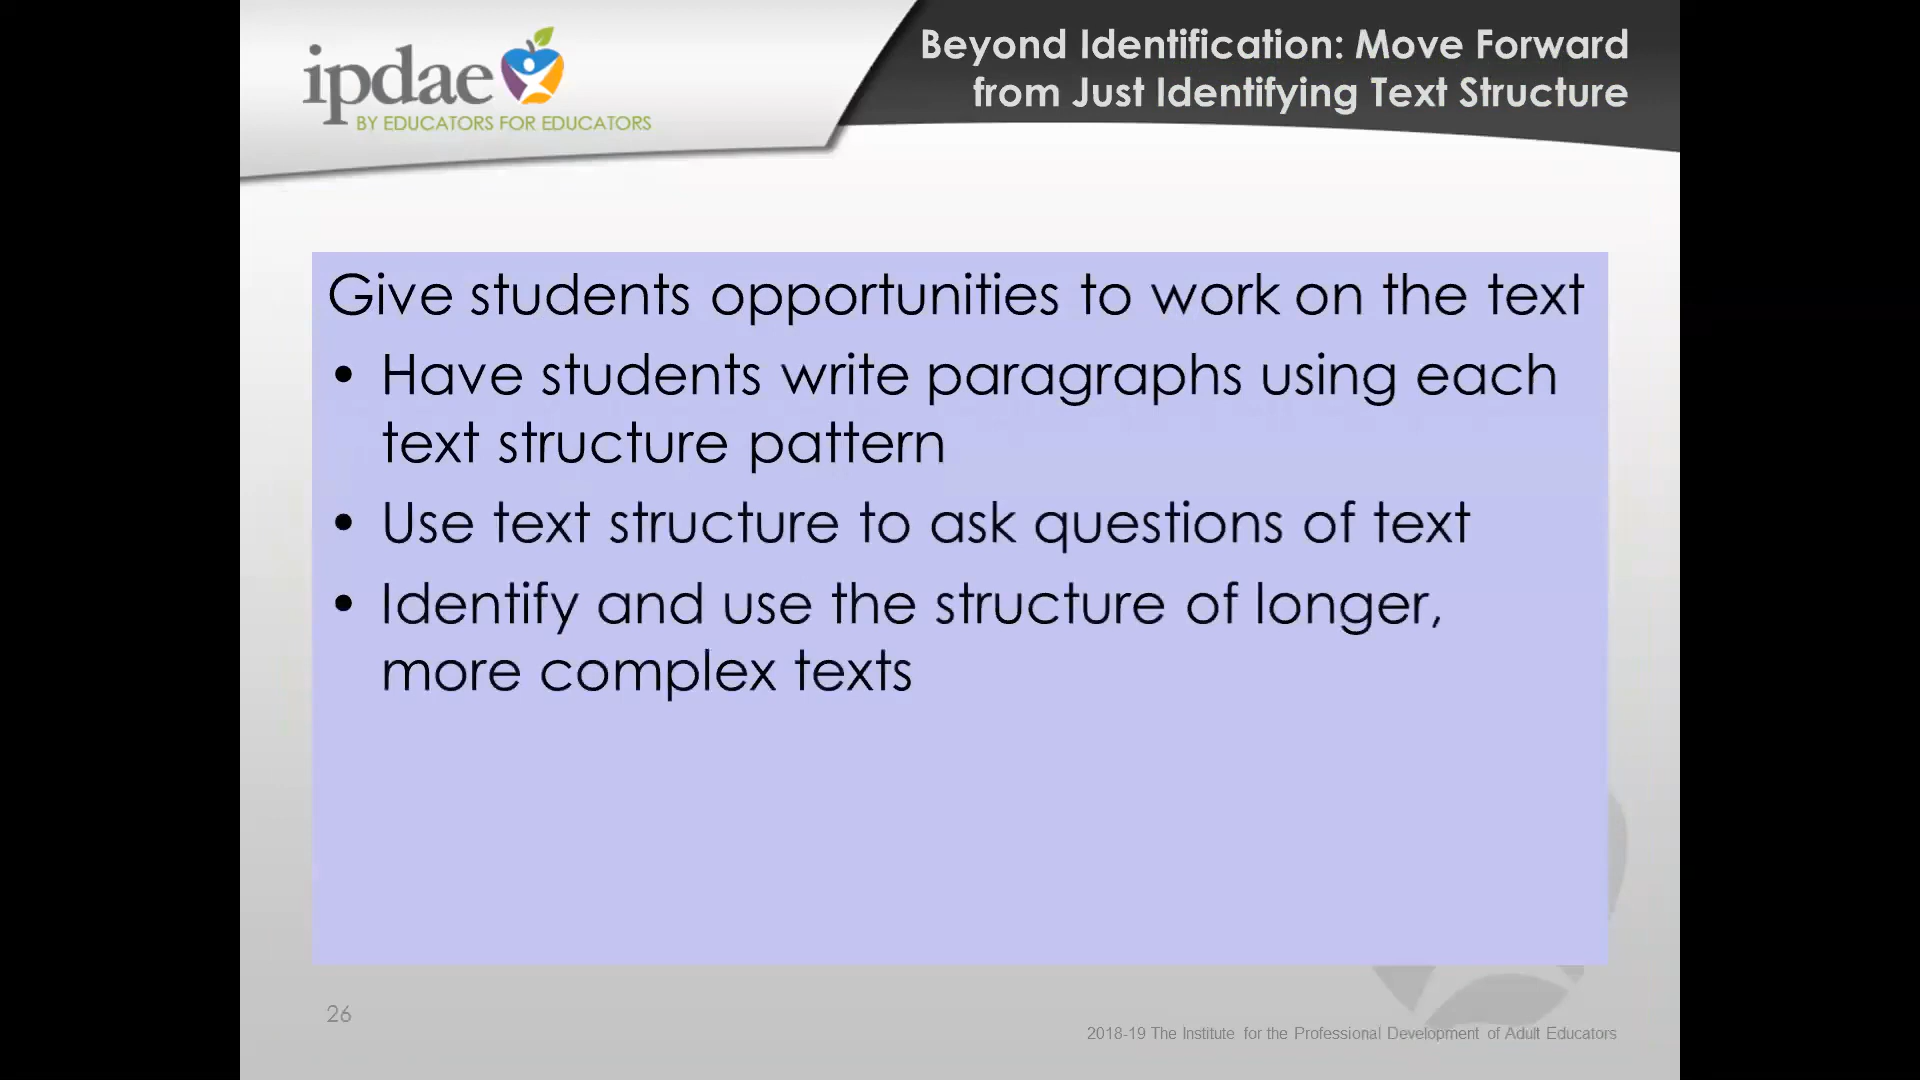 ipdae
BY EDUCATORS FOR EDUCATORS
Beyond Identification: Move Forward
from Just Identifying Text Structure
Give students opportunities to work on the text
• Have students write paragraphs using each
text structure pattern
• Use text structure to ask questions of text
• Identify and use the structure of longer,
more complex texts
26
2018-19 The Institute for the Professional Development of Adult Educators